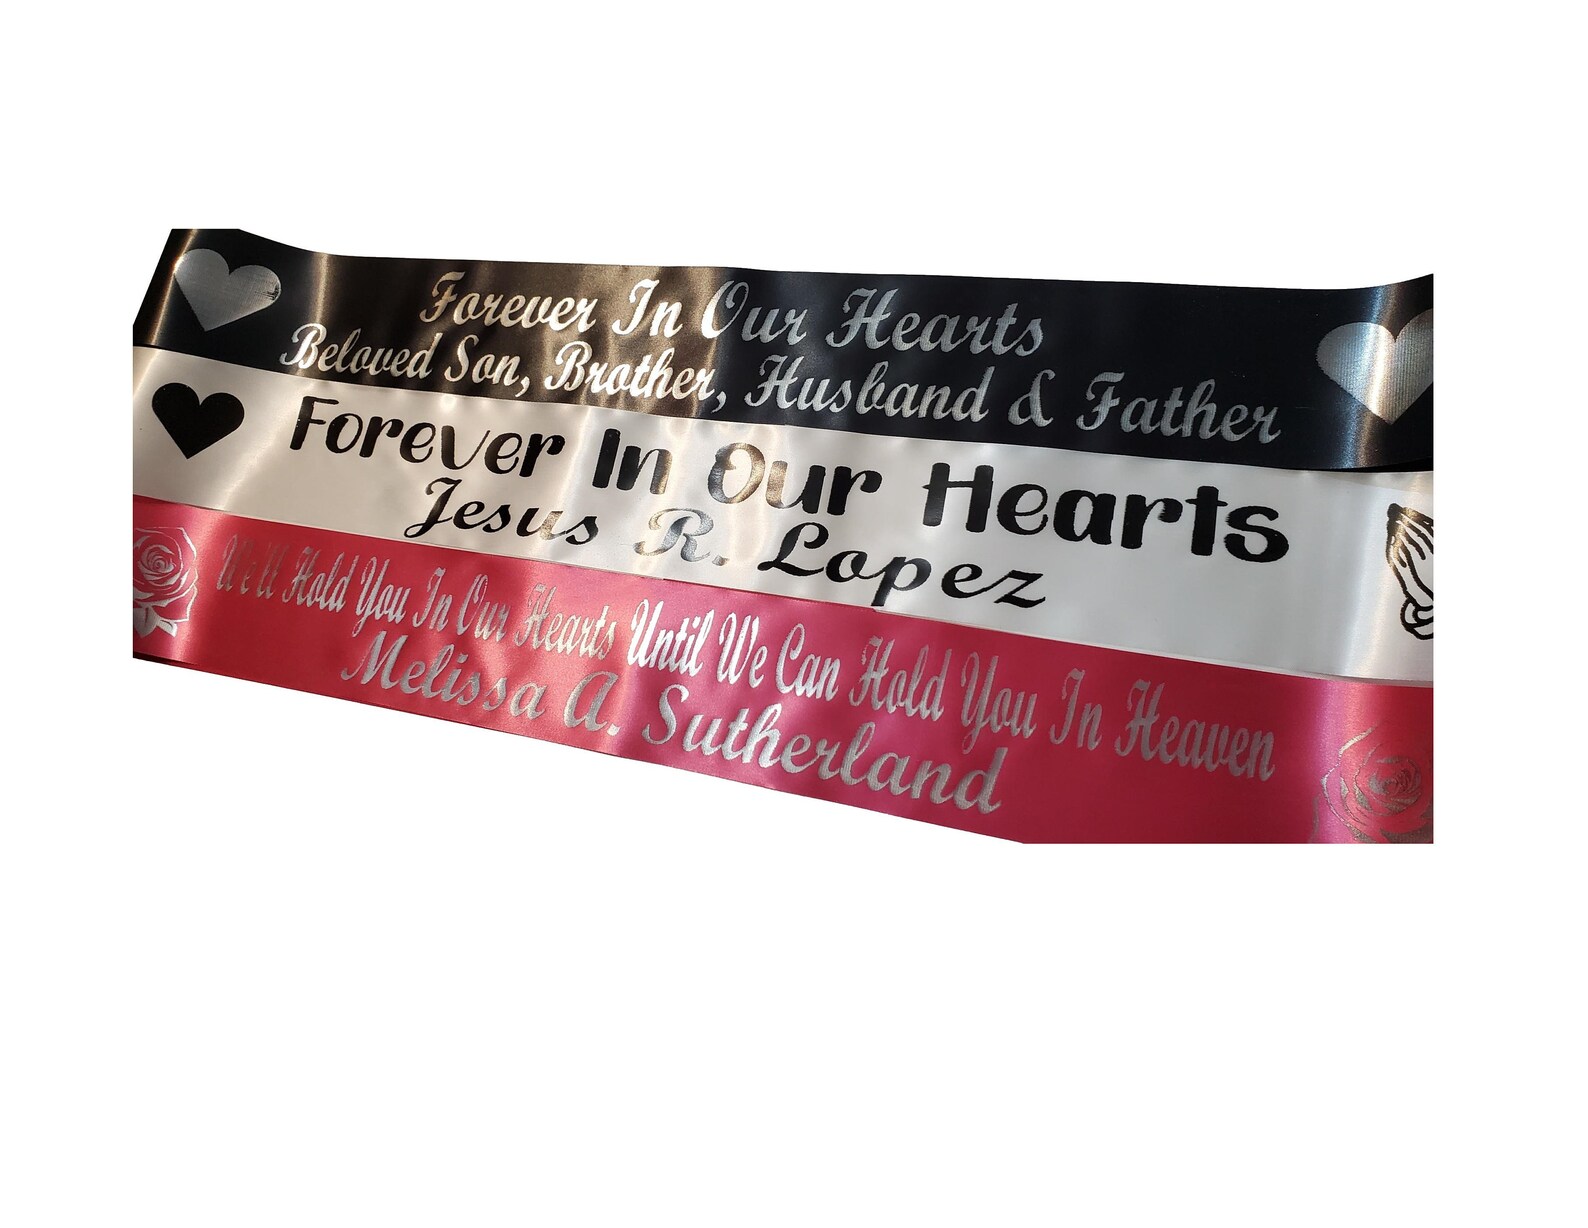 Forever In Our Hearts
Beloved Son, Brother, Husband & Father
Forever In Our Hearts
Jesus R. Lopez
We'll Hold You In Our Hearts Until We Can Hold You In Heaven
Melissa A. Sutherland